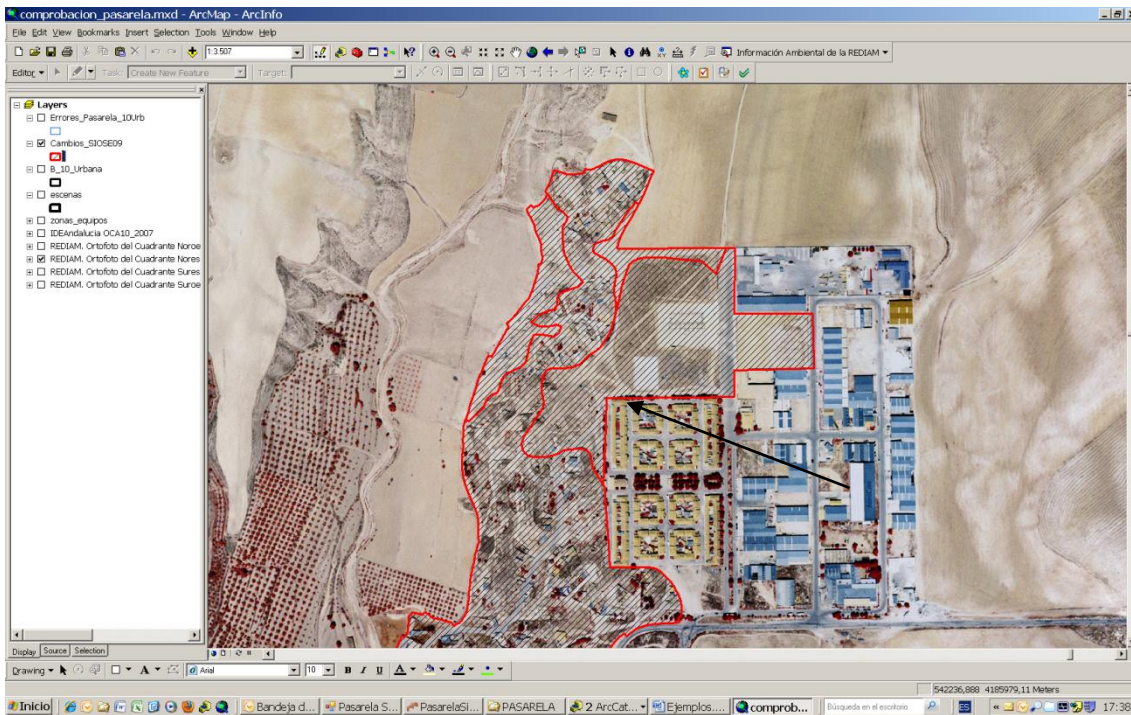 comprobacion_pasarela.mxd - ArcMap - ArcInfo
File Edit View Bookmarks Insert Selection Tools Window Help
1:3.507
Información Ambiental de la REDIAM
Editor Task: Create New Feature Target:
Layers
Errores_Pasarela_10Urb
Cambios_SIOSE09
B_10_Urbana
escenas
zonas_equipos
IDEAndalucia OCA10_2007
REDIAM. Ortofoto del Cuadrante Noroe
REDIAM. Ortofoto del Cuadrante Nores
REDIAM. Ortofoto del Cuadrante Sures
REDIAM. Ortofoto del Cuadrante Suroe
Display Source Selection
Drawing A Arial 10 B I U A
542236,888 4185979,11 Meters
Inicio Bandeja d... Pasarela S... PasarelaSi... PASARELA 2 ArcCat... Ejemplos.... comprob... Búsqueda en el escritorio ES 17:38